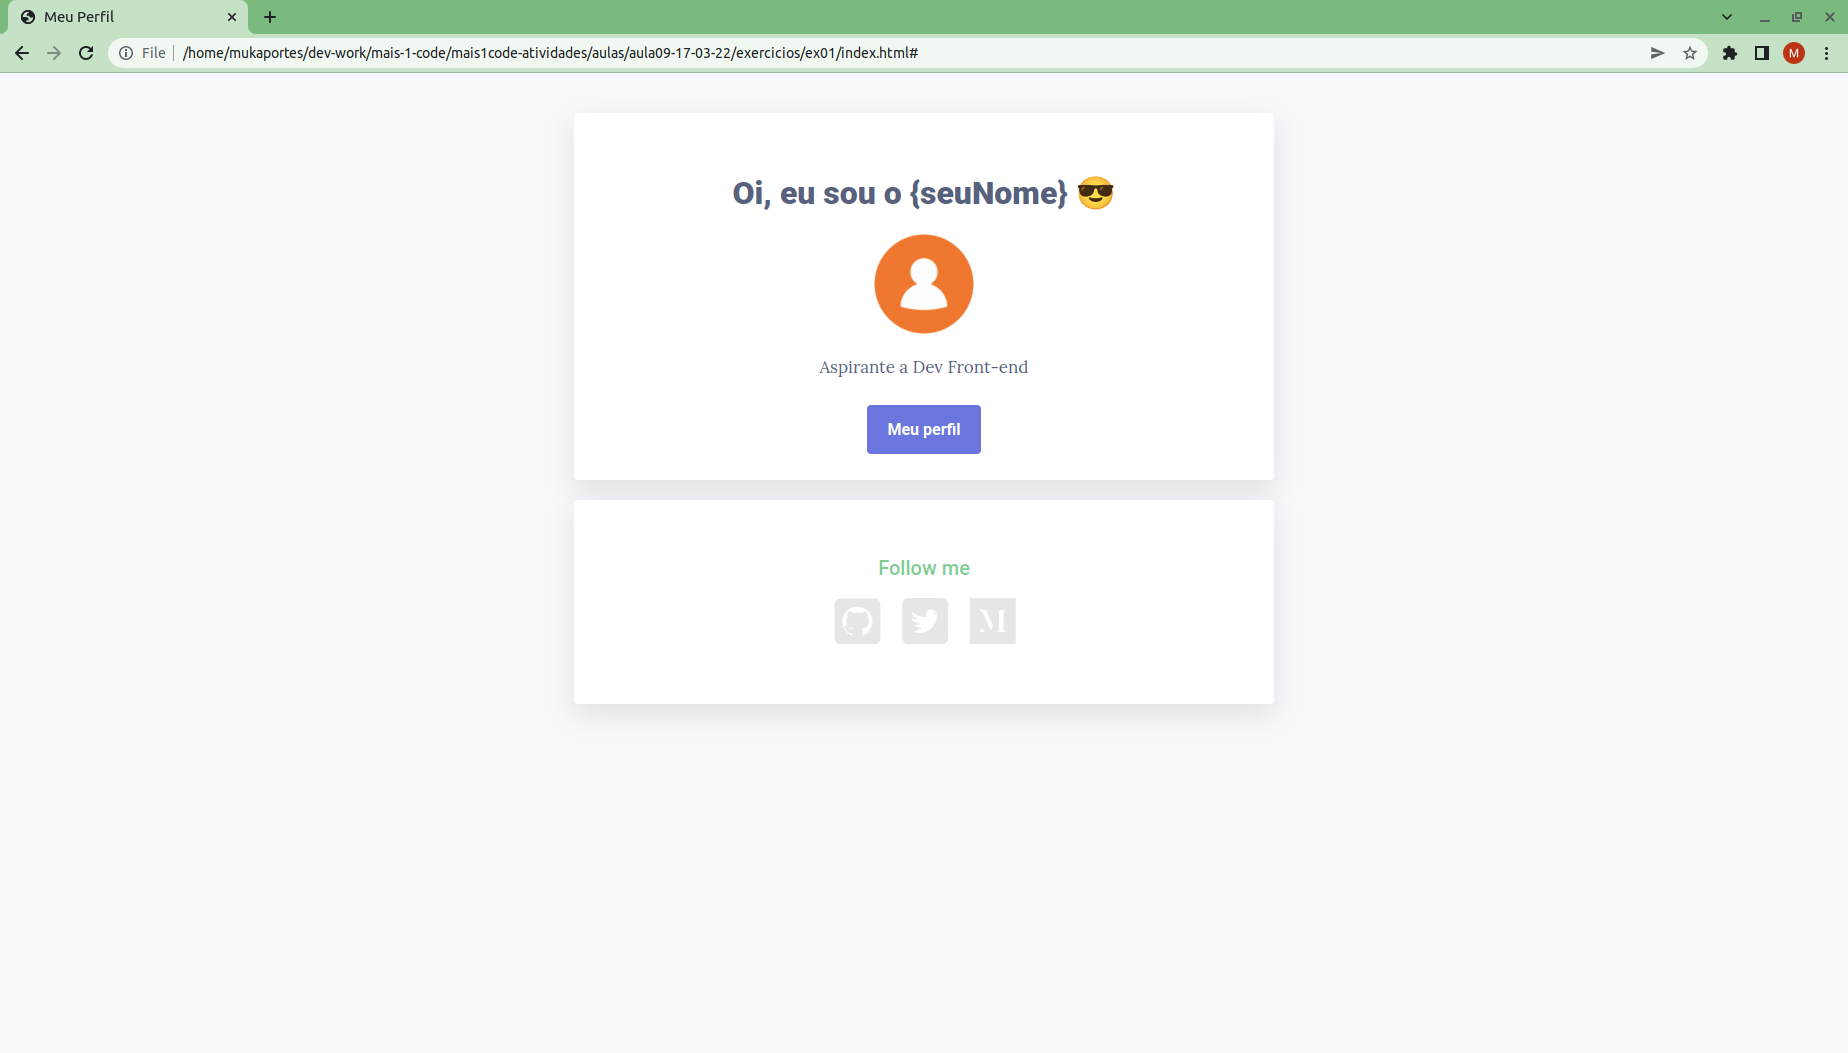 Meu Perfil
File
/home/mukaportes/dev-work/mais-1-code/mais1code-atividades/aulas/aula09-17-03-22/exercicios/ex01/index.html#
M
Oi, eu sou o {seuNome} 😎
Aspirante a Dev Front-end
Meu perfil
Follow me
M